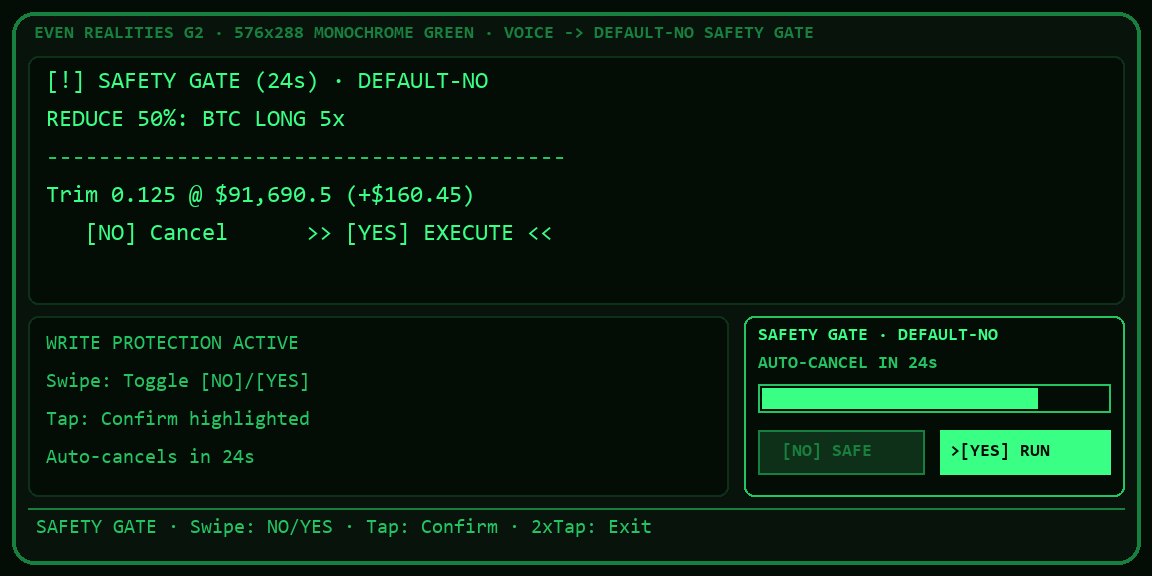 EVEN REALITIES G2 · 576x288 MONOCHROME GREEN · VOICE -> DEFAULT-NO SAFETY GATE
[!] SAFETY GATE (24s) · DEFAULT-NO
REDUCE 50%: BTC LONG 5x
----------------------------------------
Trim 0.125 @ $91,690.5 (+$160.45)
[NO] Cancel >> [YES] EXECUTE <<
WRITE PROTECTION ACTIVE
Swipe: Toggle [NO]/[YES]
Tap: Confirm highlighted
Auto-cancels in 24s
SAFETY GATE · DEFAULT-NO
AUTO-CANCEL IN 24s
[NO] SAFE >[YES] RUN
SAFETY GATE · Swipe: NO/YES · Tap: Confirm · 2xTap: Exit